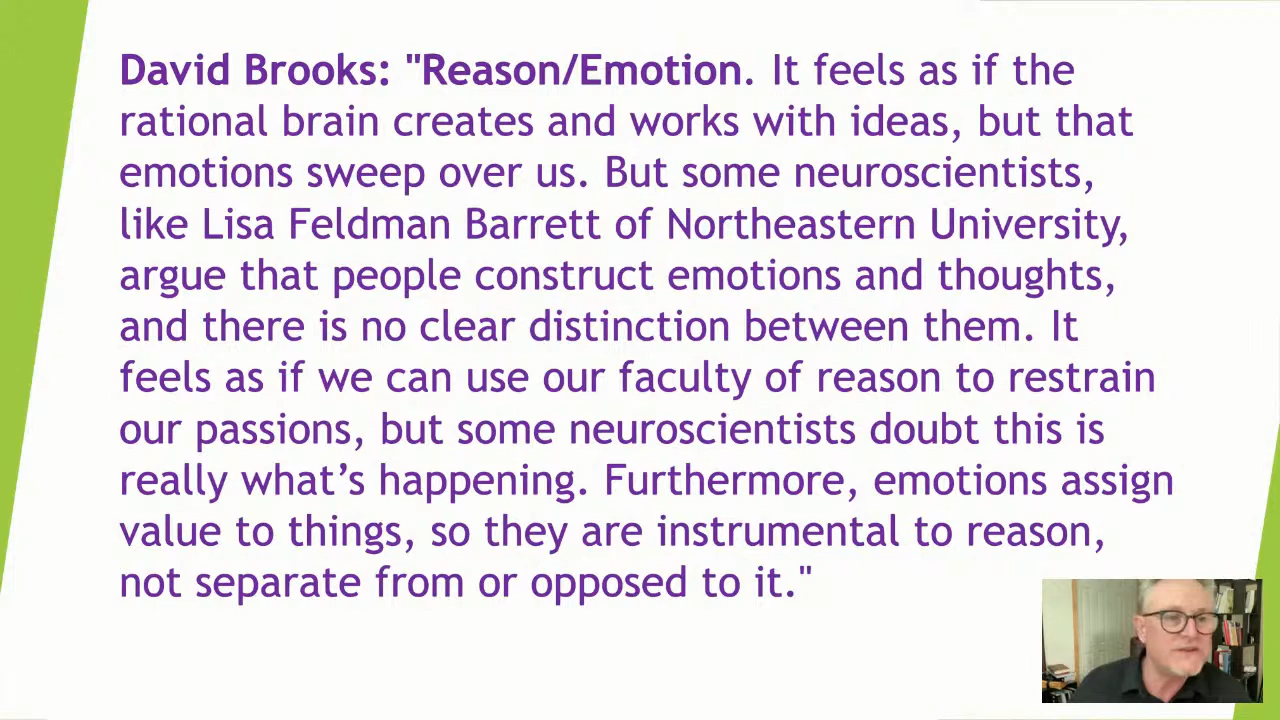 David Brooks: "Reason/Emotion. It feels as if the
rational brain creates and works with ideas, but that
emotions sweep over us. But some neuroscientists,
like Lisa Feldman Barrett of Northeastern University,
argue that people construct emotions and thoughts,
and there is no clear distinction between them. It
feels as if we can use our faculty of reason to restrain
our passions, but some neuroscientists doubt this is
really what’s happening. Furthermore, emotions assign
value to things, so they are instrumental to reason,
not separate from or opposed to it."